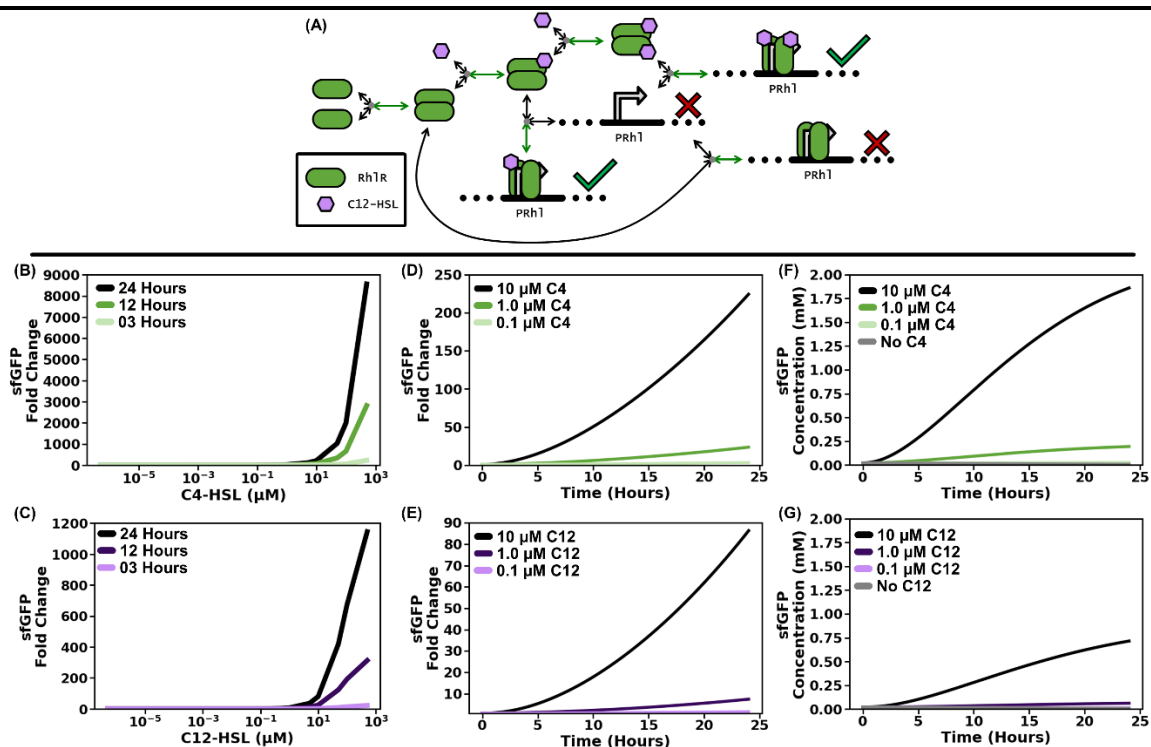 (A)
PRhl
PRhl
PRhl
PRhl
RhlR
C12-HSL
(B)
sfGFP
Fold Change
9000
8000
7000
6000
5000
4000
3000
2000
1000
0
24 Hours
12 Hours
03 Hours
10⁻⁵ 10⁻³ 10⁻¹ 10¹ 10³
C4-HSL (µM)
(D)
sfGFP
Fold Change
250
200
150
100
50
0
10 µM C4
1.0 µM C4
0.1 µM C4
0 5 10 15 20 25
Time (Hours)
(F)
sfGFP
Concentration (mM)
2.00
1.75
1.50
1.25
1.00
0.75
0.50
0.25
0.00
10 µM C4
1.0 µM C4
0.1 µM C4
No C4
0 5 10 15 20 25
Time (Hours)
(C)
sfGFP
Fold Change
1200
1000
800
600
400
200
0
24 Hours
12 Hours
03 Hours
10⁻⁵ 10⁻³ 10⁻¹ 10¹ 10³
C12-HSL (µM)
(E)
sfGFP
Fold Change
90
80
70
60
50
40
30
20
10
10 µM C12
1.0 µM C12
0.1 µM C12
0 5 10 15 20 25
Time (Hours)
(G)
sfGFP
Concentration (mM)
2.00
1.75
1.50
1.25
1.00
0.75
0.50
0.25
0.00
10 µM C12
1.0 µM C12
0.1 µM C12
No C12
0 5 10 15 20 25
Time (Hours)